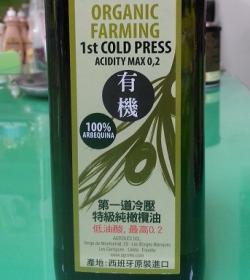 ORGANIC
FARMING
1st COLD PRESS
ACIDITY MAX 0,2
有機
100%
ARBEQUINA
第一道冷壓
特級純橄欖油
低油酸, 最高0.2
產地:西班牙原裝進口